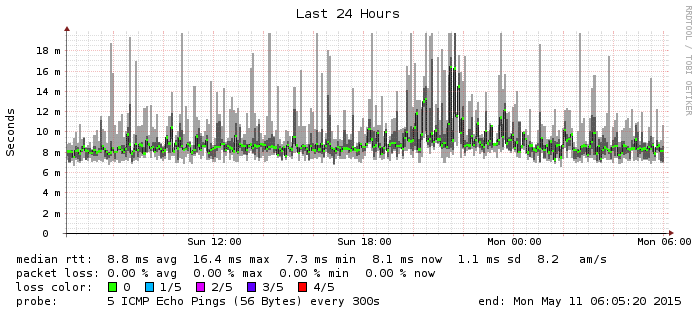 Last 24 Hours
RRDTOOL / TOBI OETIKER
Seconds
18 m
16 m
14 m
12 m
10 m
8 m
6 m
4 m
2 m
0
Sun 12:00 Sun 18:00 Mon 00:00 Mon 06:00
median rtt: 8.8 ms avg 16.4 ms max 7.3 ms min 8.1 ms now 1.1 ms sd 8.2 am/s
packet loss: 0.00 % avg 0.00 % max 0.00 % min 0.00 % now
loss color: 0 1/5 2/5 3/5 4/5
probe: 5 ICMP Echo Pings (56 Bytes) every 300s end: Mon May 11 06:05:20 2015